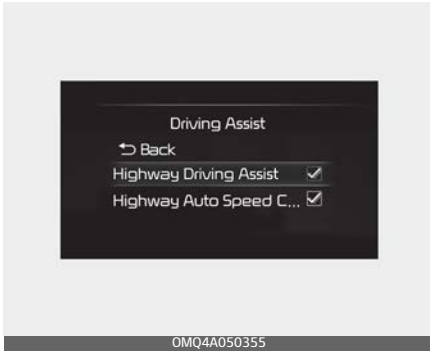 Driving Assist
Back
Highway Driving Assist
Highway Auto Speed C...
OMQ4A050355